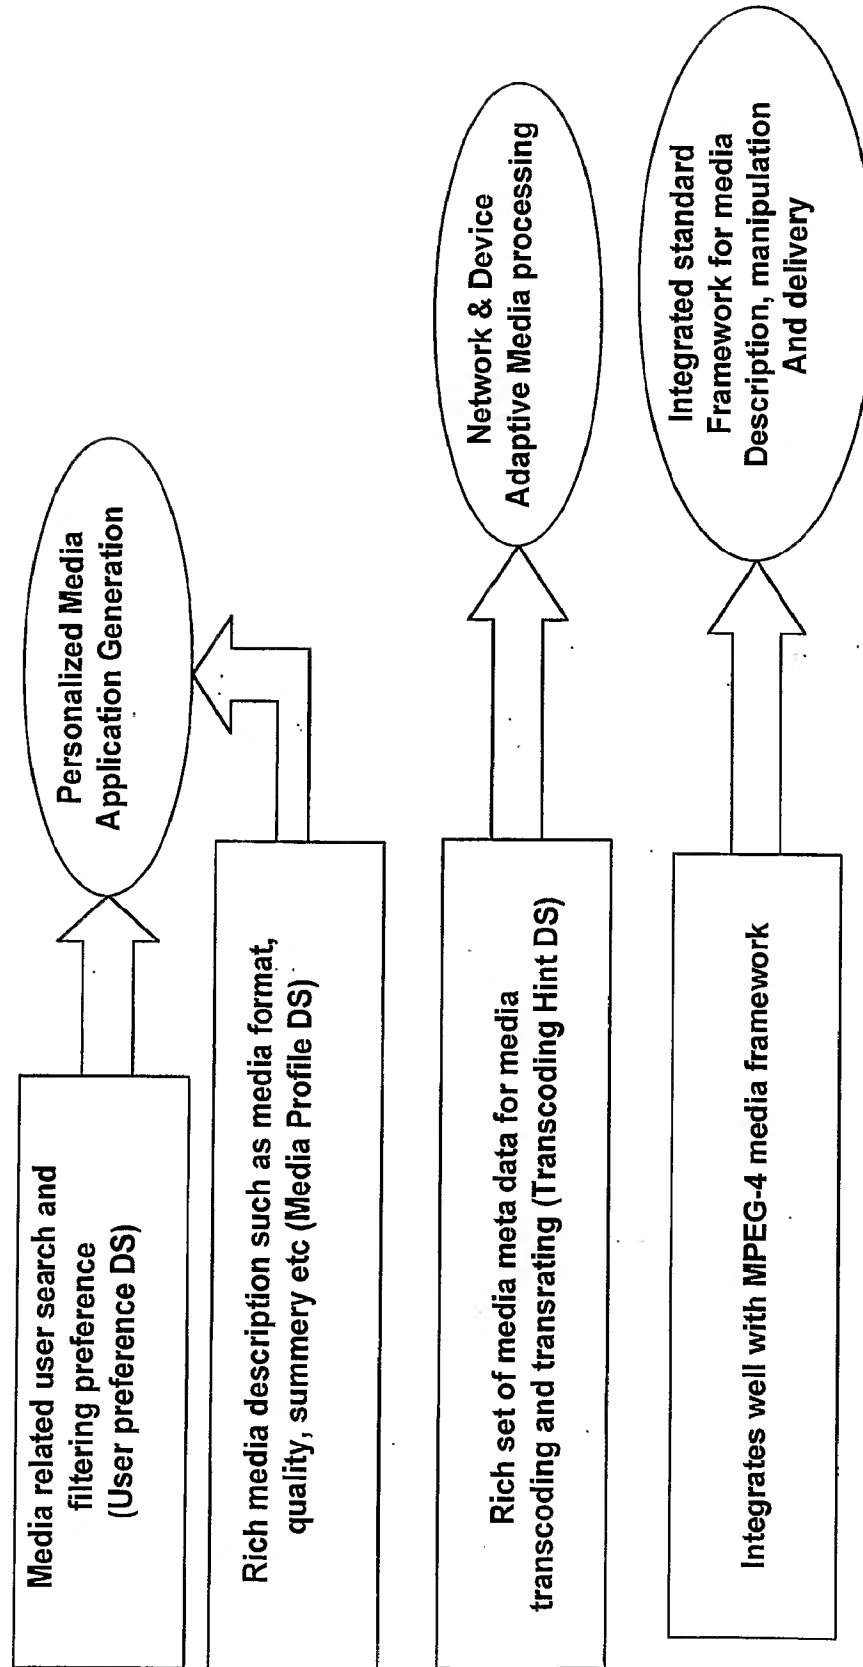 Media related user search and
filtering preference
(User preference DS)
Personalized Media
Application Generation
Rich media description such as media format,
quality, summery etc (Media Profile DS)
Rich set of media meta data for media
transcoding and transrating (Transcoding Hint DS)
Network & Device
Adaptive Media processing
Integrates well with MPEG-4 media framework
Integrated standard
Framework for media
Description, manipulation
And delivery